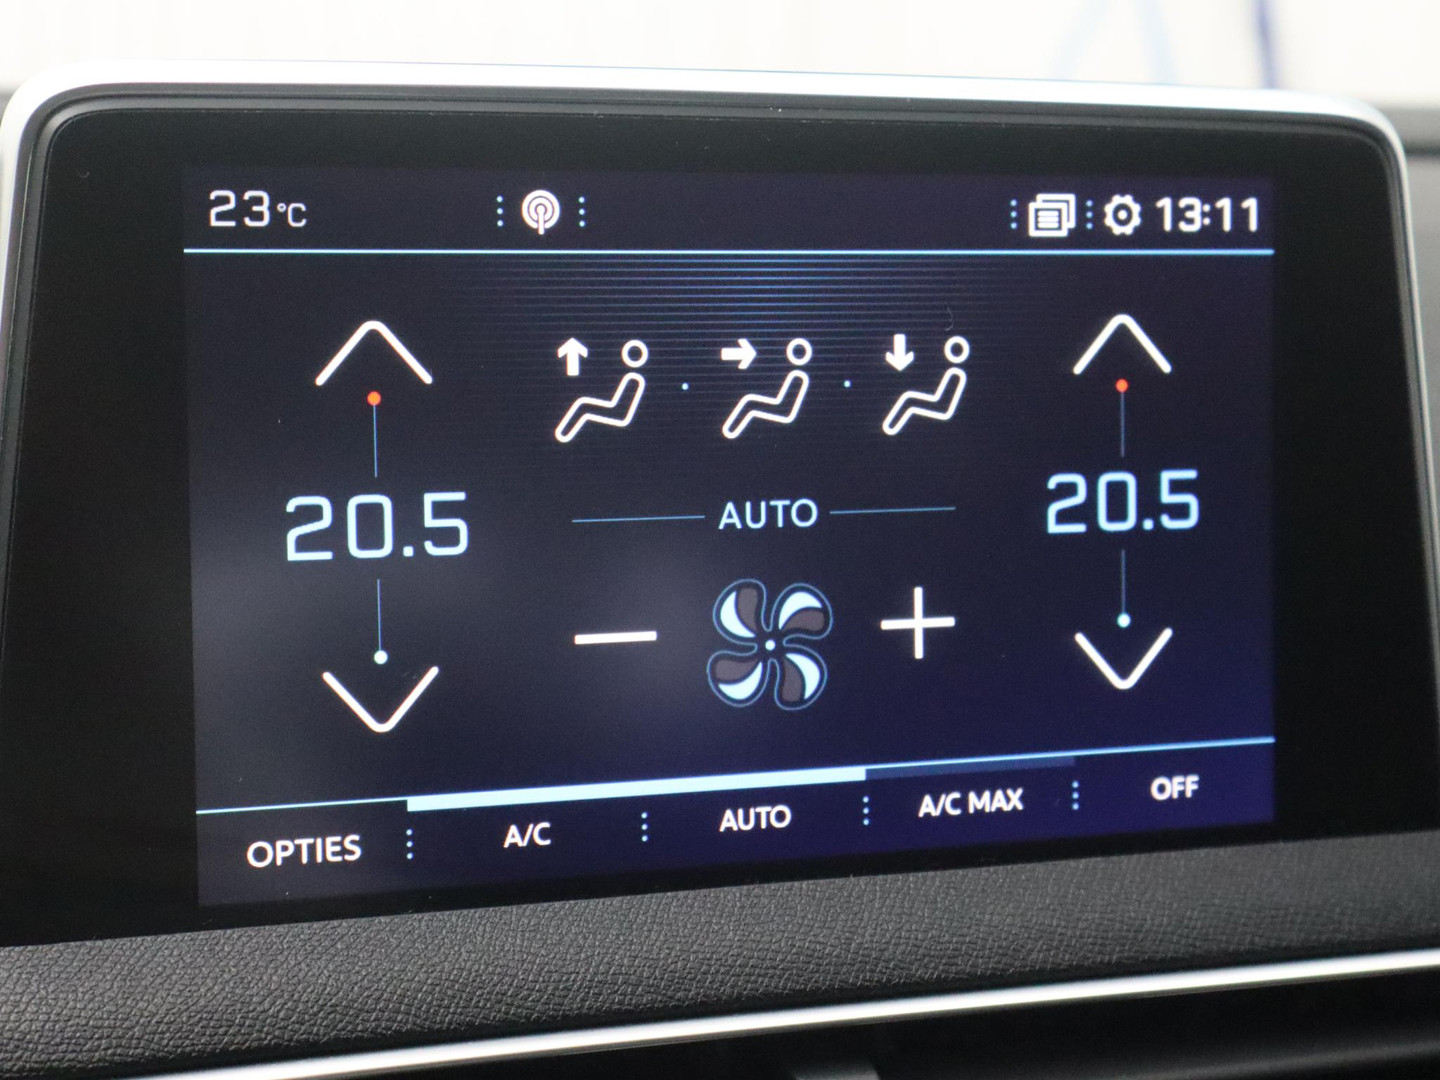 23°C 13:11
20.5 20.5
AUTO
OPTIES A/C AUTO A/C MAX OFF